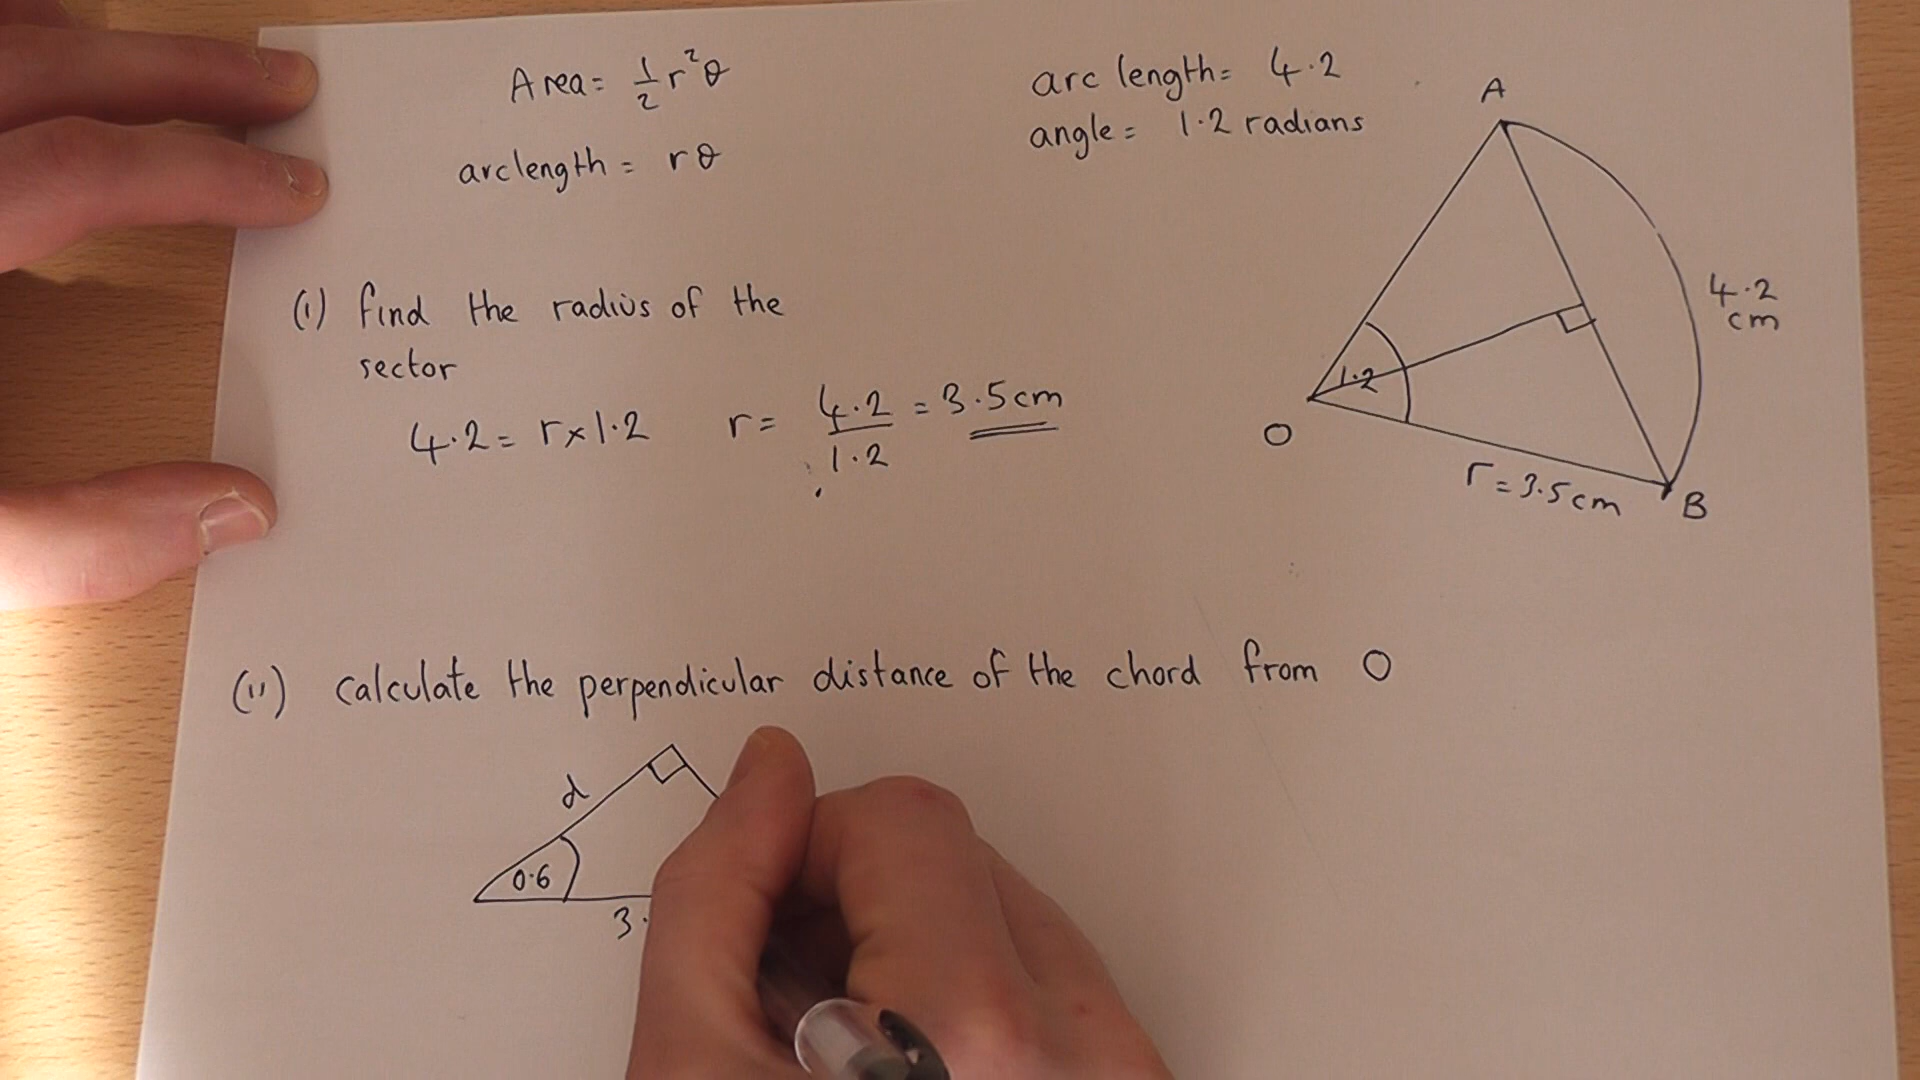 Area = 1/2 r²θ
arclength = rθ
arc length = 4.2
angle = 1.2 radians
A
4.2
cm
1.2
O
r = 3.5cm
B
(i) find the radius of the
sector
4.2 = r x 1.2 r = 4.2/1.2 = 3.5cm
(ii) calculate the perpendicular distance of the chord from O
d
0.6
3.